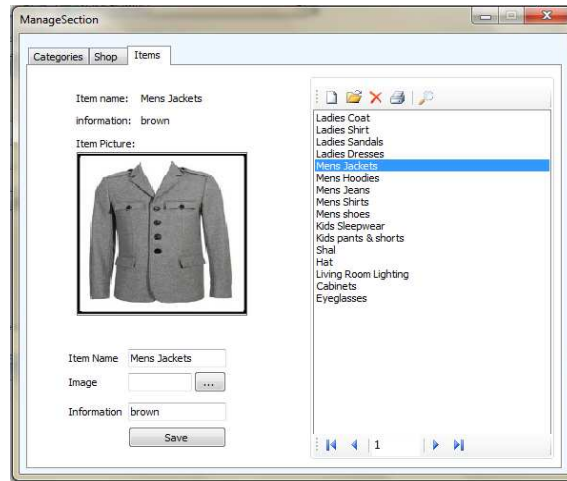 ManageSection
Categories
Shop
Items
Item name: Mens Jackets
information: brown
Item Picture:
Item Name Mens Jackets
Image ...
Information brown
Save
Ladies Coat
Ladies Shirt
Ladies Sandals
Ladies Dresses
Mens Jackets
Mens Hoodies
Mens Jeans
Mens Shirts
Mens shoes
Kids Sleepwear
Kids pants & shorts
Shal
Hat
Living Room Lighting
Cabinets
Eyeglasses
1